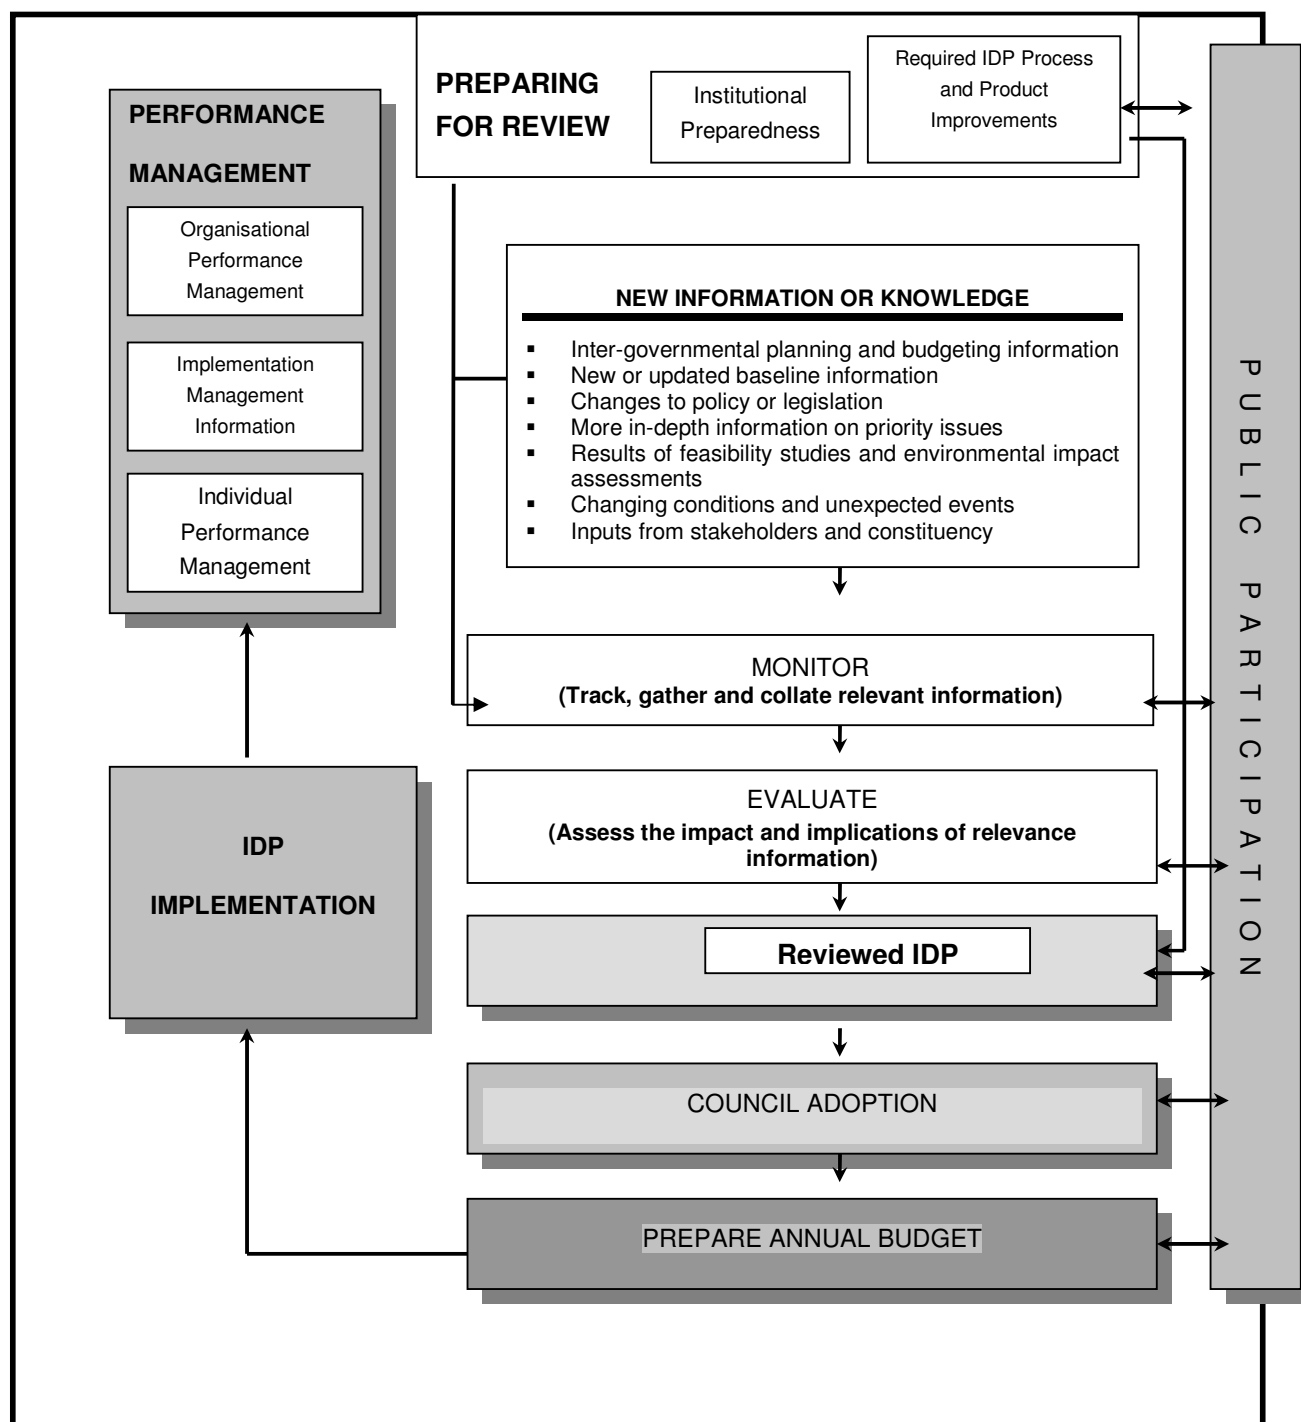 PREPARING
FOR REVIEW
Institutional
Preparedness
Required IDP Process
and Product
Improvements
PERFORMANCE
MANAGEMENT
Organisational
Performance
Management
Implementation
Management
Information
Individual
Performance
Management
NEW INFORMATION OR KNOWLEDGE
▪ Inter-governmental planning and budgeting information
▪ New or updated baseline information
▪ Changes to policy or legislation
▪ More in-depth information on priority issues
▪ Results of feasibility studies and environmental impact
assessments
▪ Changing conditions and unexpected events
▪ Inputs from stakeholders and constituency
MONITOR
(Track, gather and collate relevant information)
EVALUATE
(Assess the impact and implications of relevance
information)
Reviewed IDP
COUNCIL ADOPTION
PREPARE ANNUAL BUDGET
IDP
IMPLEMENTATION
PUBLIC PARTICIPATION